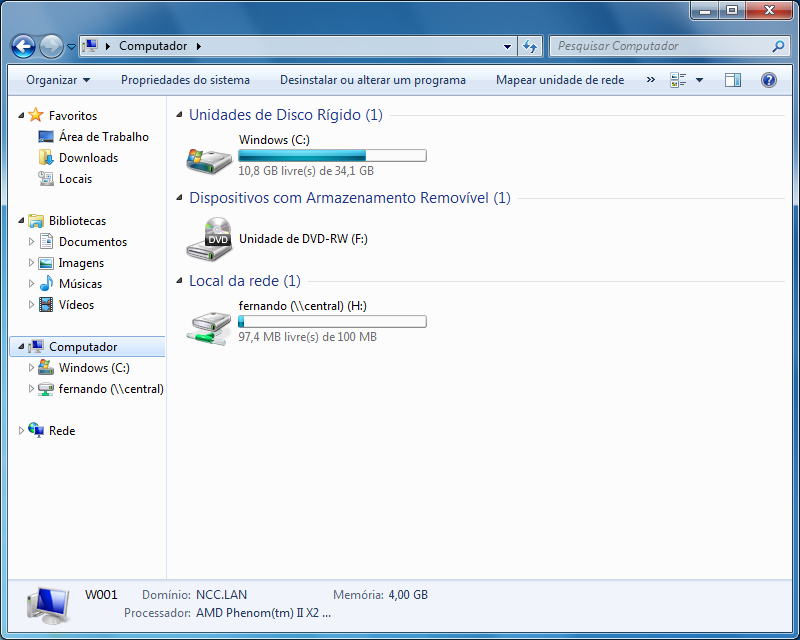 Computador
Pesquisar Computador
Organizar Propriedades do sistema Desinstalar ou alterar um programa Mapear unidade de rede »
Favoritos
Área de Trabalho
Downloads
Locais
Bibliotecas
Documentos
Imagens
Músicas
Vídeos
Computador
Windows (C:)
fernando (\\central)
Rede
Unidades de Disco Rígido (1)
Windows (C:)
10,8 GB livre(s) de 34,1 GB
Dispositivos com Armazenamento Removível (1)
DVD
Unidade de DVD-RW (F:)
Local da rede (1)
fernando (\\central) (H:)
97,4 MB livre(s) de 100 MB
W001 Domínio: NCC.LAN Memória: 4,00 GB
Processador: AMD Phenom(tm) II X2 ...